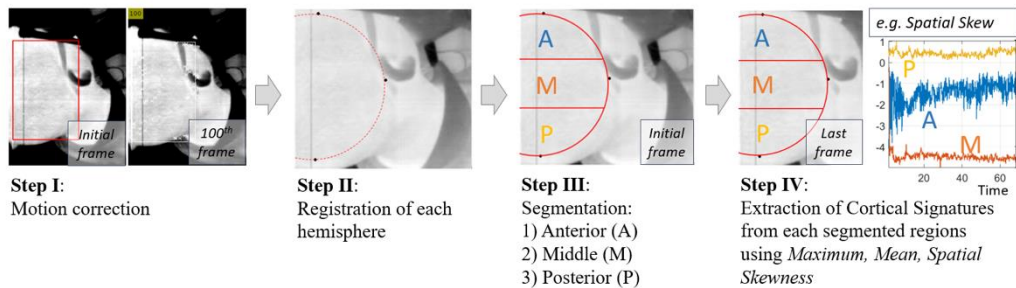 100
Initial
frame
100th
frame
Step I:
Motion correction
Step II:
Registration of each
hemisphere
A
M
P
Initial
frame
Step III:
Segmentation:
1) Anterior (A)
2) Middle (M)
3) Posterior (P)
A
M
P
Last
frame
e.g. Spatial Skew
1
0
-1
-2
-3
-4
P
A
M
20
40
60
Time
Step IV:
Extraction of Cortical Signatures
from each segmented regions
using Maximum, Mean, Spatial
Skewness